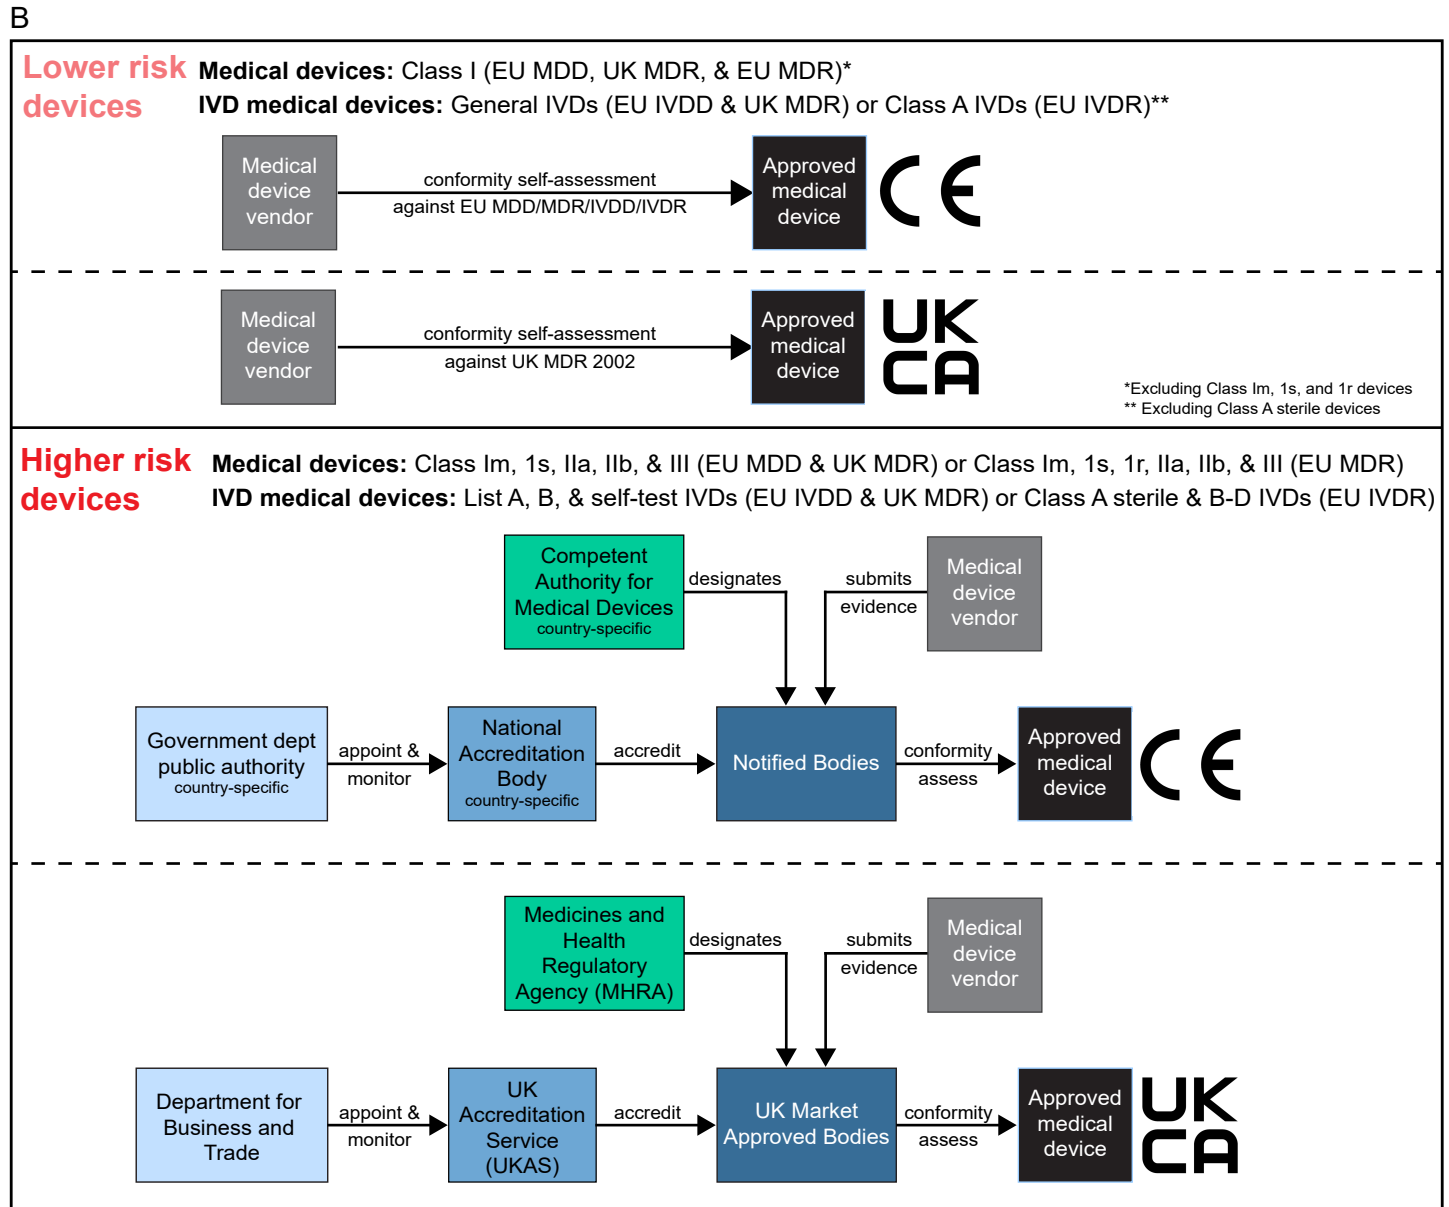 B
Lower risk
devices
Medical devices: Class I (EU MDD, UK MDR, & EU MDR)*
IVD medical devices: General IVDs (EU IVDD & UK MDR) or Class A IVDs (EU IVDR)**
Medical
device
vendor
conformity self-assessment
against EU MDD/MDR/IVDD/IVDR
Approved
medical
device
CE
Medical
device
vendor
conformity self-assessment
against UK MDR 2002
Approved
medical
device
UK
CA
*Excluding Class Im, 1s, and 1r devices
** Excluding Class A sterile devices
Higher risk
devices
Medical devices: Class Im, 1s, IIa, IIb, & III (EU MDD & UK MDR) or Class Im, 1s, 1r, IIa, IIb, & III (EU MDR)
IVD medical devices: List A, B, & self-test IVDs (EU IVDD & UK MDR) or Class A sterile & B-D IVDs (EU IVDR)
Competent
Authority for
Medical Devices
country-specific
designates
submits
evidence
Medical
device
vendor
Government dept
public authority
country-specific
appoint &
monitor
National
Accreditation
Body
country-specific
accredit
Notified Bodies
conformity
assess
Approved
medical
device
CE
Medicines and
Health
Regulatory
Agency (MHRA)
designates
submits
evidence
Medical
device
vendor
Department for
Business and
Trade
appoint &
monitor
UK
Accreditation
Service
(UKAS)
accredit
UK Market
Approved Bodies
conformity
assess
Approved
medical
device
UK
CA